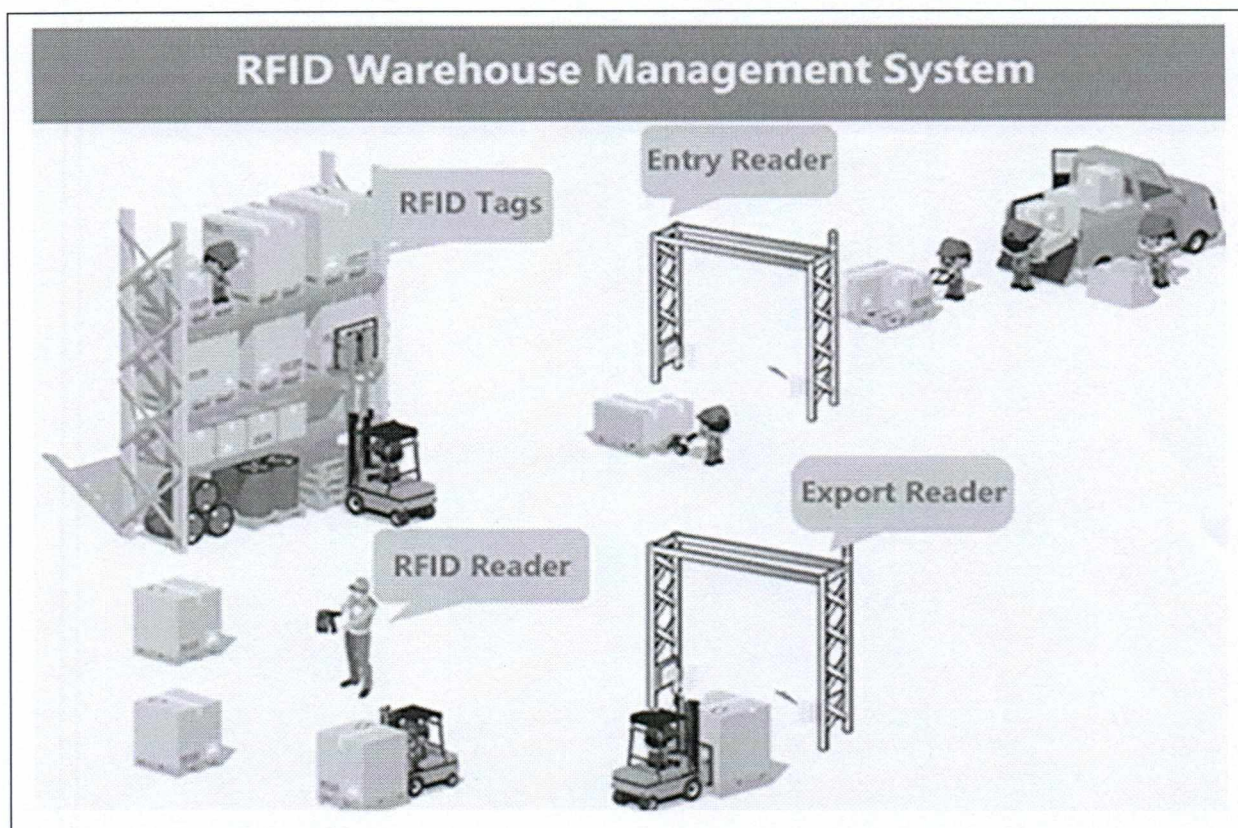 RFID Warehouse Management System
Entry Reader
RFID Tags
Export Reader
RFID Reader